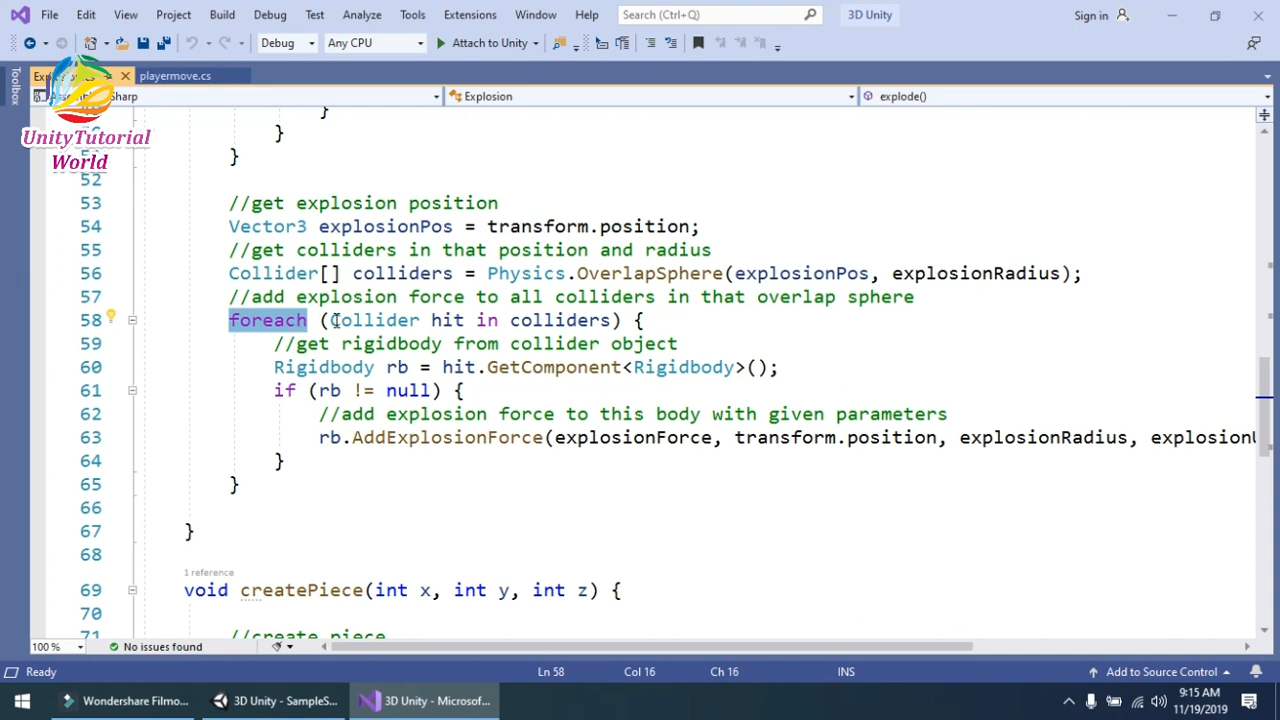 File Edit View Project Build Debug Test Analyze Tools Extensions Window Help Search (Ctrl+Q) 3D Unity Sign in
Debug Any CPU Attach to Unity
Toolbox
playermove.cs
Sharp Explosion explode()
UnityTutorial
World
}
}
}
52
53 //get explosion position
54 Vector3 explosionPos = transform.position;
55 //get colliders in that position and radius
56 Collider[] colliders = Physics.OverlapSphere(explosionPos, explosionRadius);
57 //add explosion force to all colliders in that overlap sphere
58 foreach (Collider hit in colliders) {
59 //get rigidbody from collider object
60 Rigidbody rb = hit.GetComponent<Rigidbody>();
61 if (rb != null) {
62 //add explosion force to this body with given parameters
63 rb.AddExplosionForce(explosionForce, transform.position, explosionRadius, explosionU
64 }
65 }
66
67 }
68
1 reference
69 void createPiece(int x, int y, int z) {
70
71 //create piece
100 % No issues found
Ready Ln 58 Col 16 Ch 16 INS Add to Source Control
Wondershare Filmo... 3D Unity - SampleS... 3D Unity - Microsof...
9:15 AM
11/19/2019